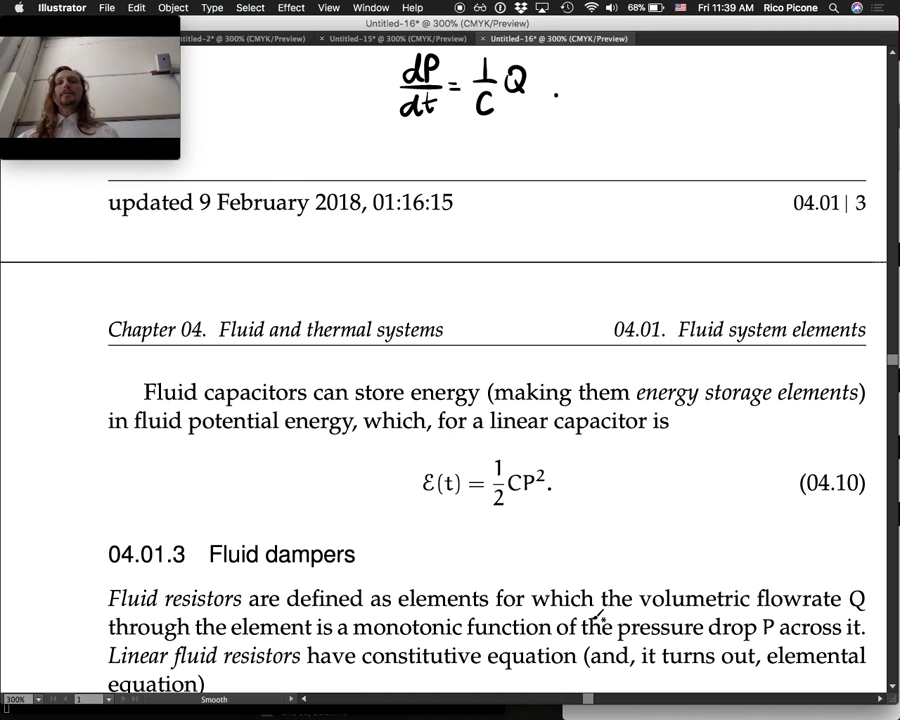 Illustrator File Edit Object Type Select Effect View Window Help 68% Fri 11:39 AM Rico Picone
Untitled-16* @ 300% (CMYK/Preview)
ntitled-2* @ 300% (CMYK/Preview) × Untitled-15* @ 300% (CMYK/Preview) × Untitled-16* @ 300% (CMYK/Preview)
dP/dt = 1/C Q .
updated 9 February 2018, 01:16:15 04.01 | 3
Chapter 04. Fluid and thermal systems 04.01. Fluid system elements
Fluid capacitors can store energy (making them energy storage elements)
in fluid potential energy, which, for a linear capacitor is
ℰ(t) = 1/2 CP². (04.10)
04.01.3 Fluid dampers
Fluid resistors are defined as elements for which the volumetric flowrate Q
through the element is a monotonic function of the pressure drop P across it.
Linear fluid resistors have constitutive equation (and, it turns out, elemental
equation)
300% 1 Smooth